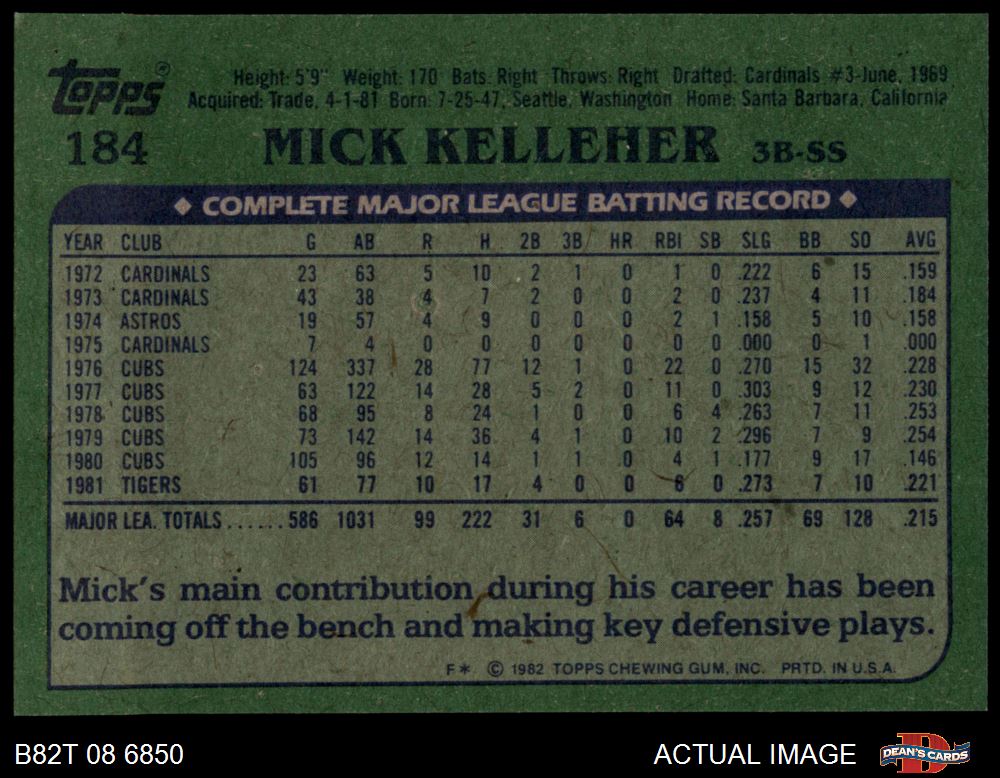 Topps® Height: 5'9" Weight: 170 Bats: Right Throws: Right Drafted: Cardinals #3-June, 1969
Acquired: Trade, 4-1-81 Born: 7-25-47, Seattle, Washington Home: Santa Barbara, California
184 MICK KELLEHER 3B-SS
◆ COMPLETE MAJOR LEAGUE BATTING RECORD ◆
YEAR CLUB G AB R H 2B 3B HR RBI SB SLG BB SO AVG
1972 CARDINALS 23 63 5 10 2 1 0 1 0 .222 6 15 .159
1973 CARDINALS 43 38 4 7 2 0 0 2 0 .237 4 11 .184
1974 ASTROS 19 57 4 9 0 0 0 2 1 .158 5 10 .158
1975 CARDINALS 7 4 0 0 0 0 0 0 0 .000 0 1 .000
1976 CUBS 124 337 28 77 12 1 0 22 0 .270 15 32 .228
1977 CUBS 63 122 14 28 5 2 0 11 0 .303 9 12 .230
1978 CUBS 68 95 8 24 1 0 0 6 4 .263 7 11 .253
1979 CUBS 73 142 14 36 4 1 0 10 2 .296 7 9 .254
1980 CUBS 105 96 12 14 1 1 0 4 1 .177 9 17 .146
1981 TIGERS 61 77 10 17 4 0 0 6 0 .273 7 10 .221
MAJOR LEA. TOTALS...... 586 1031 99 222 31 6 0 64 8 .257 69 128 .215
Mick's main contribution during his career has been
coming off the bench and making key defensive plays.
F* © 1982 TOPPS CHEWING GUM, INC. PRTD. IN U.S.A.
B82T 08 6850 ACTUAL IMAGE DEAN'S CARDS